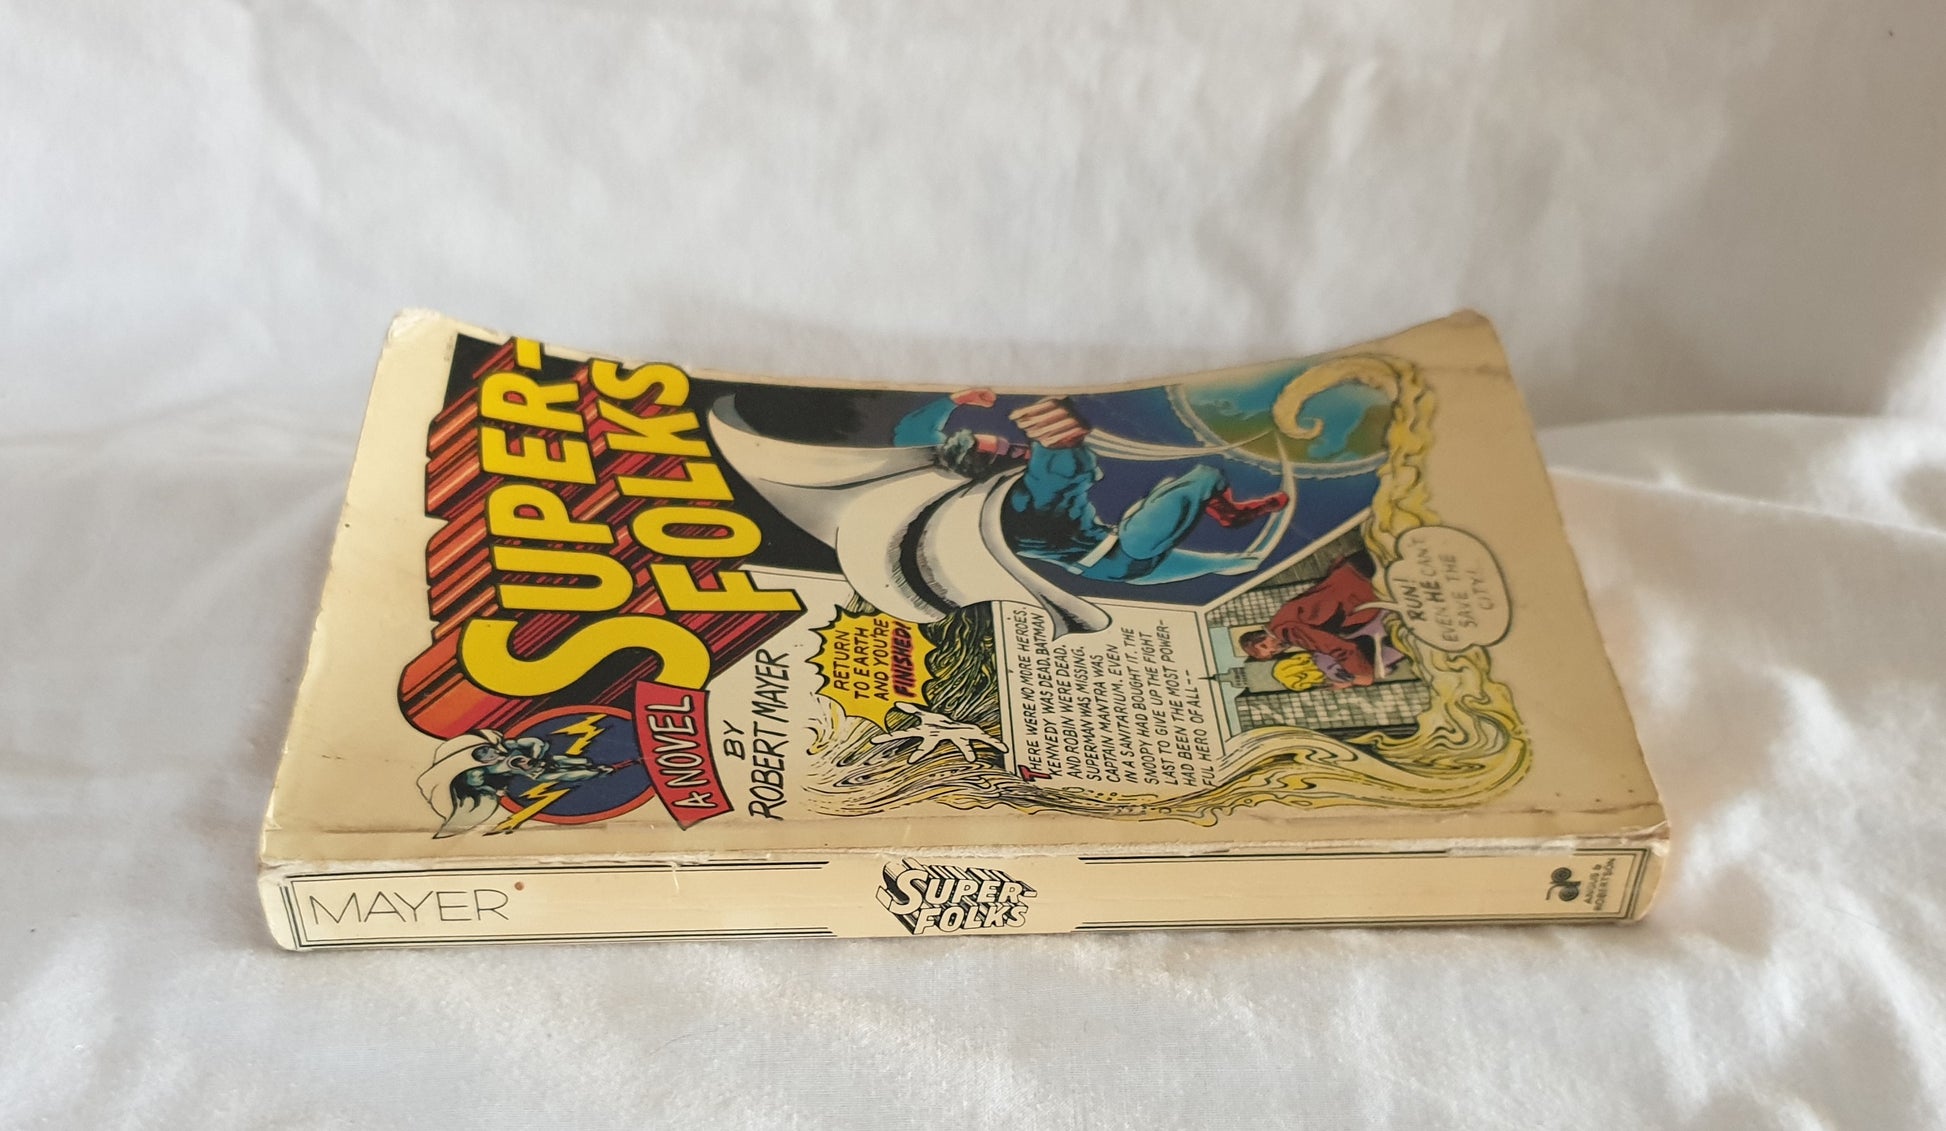 SUPER-
FOLKS
A NOVEL
BY
ROBERT MAYER
RETURN
TO EARTH
AND YOU'RE
FINISHED!
THERE WERE NO MORE HEROES.
KENNEDY WAS DEAD, BATMAN
AND ROBIN WERE DEAD.
SUPERMAN WAS MISSING.
CAPTAIN MANTRA WAS
IN A SANITARIUM. EVEN
SNOOPY HAD BOUGHT IT. THE
LAST TO GIVE UP THE FIGHT
HAD BEEN THE MOST POWER-
FUL HERO OF ALL--
RUN!
EVEN HE CAN'T
SAVE THE
CITY!
MAYER
SUPER-
FOLKS
ANGUS &
ROBERTSON